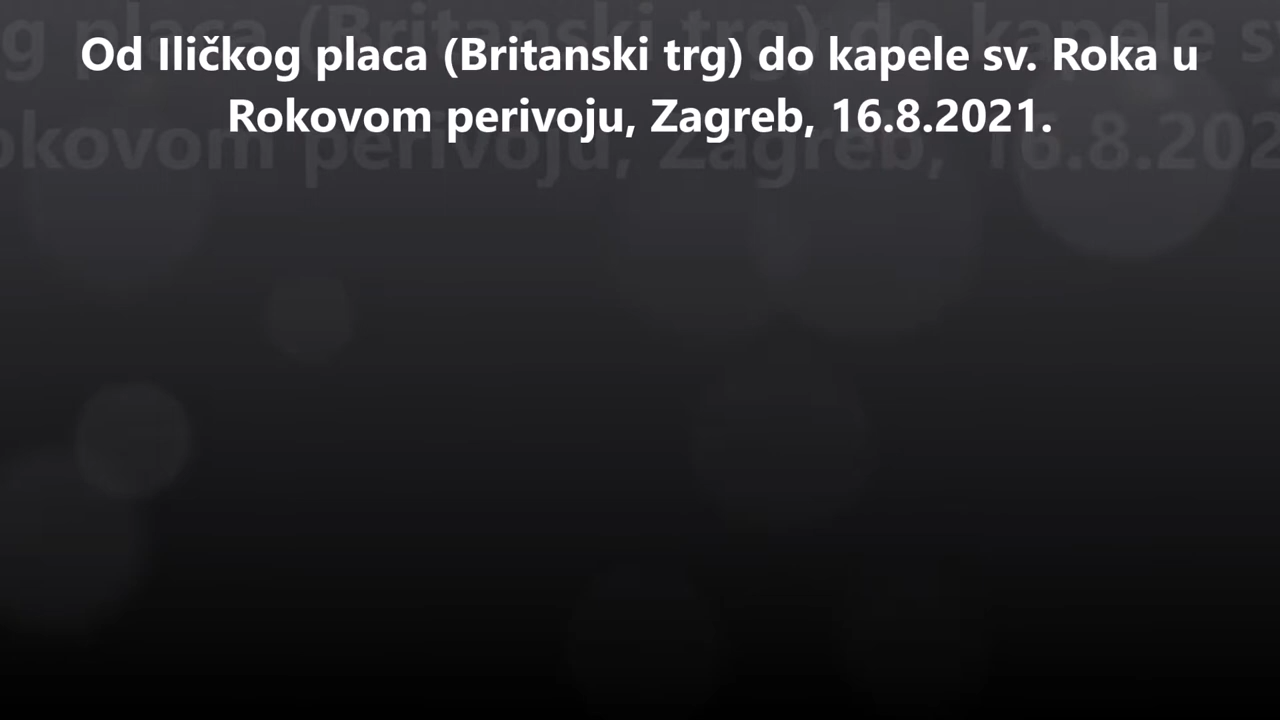 Od Iličkog placa (Britanski trg) do kapele sv. Roka u
Rokovom perivoju, Zagreb, 16.8.2021.